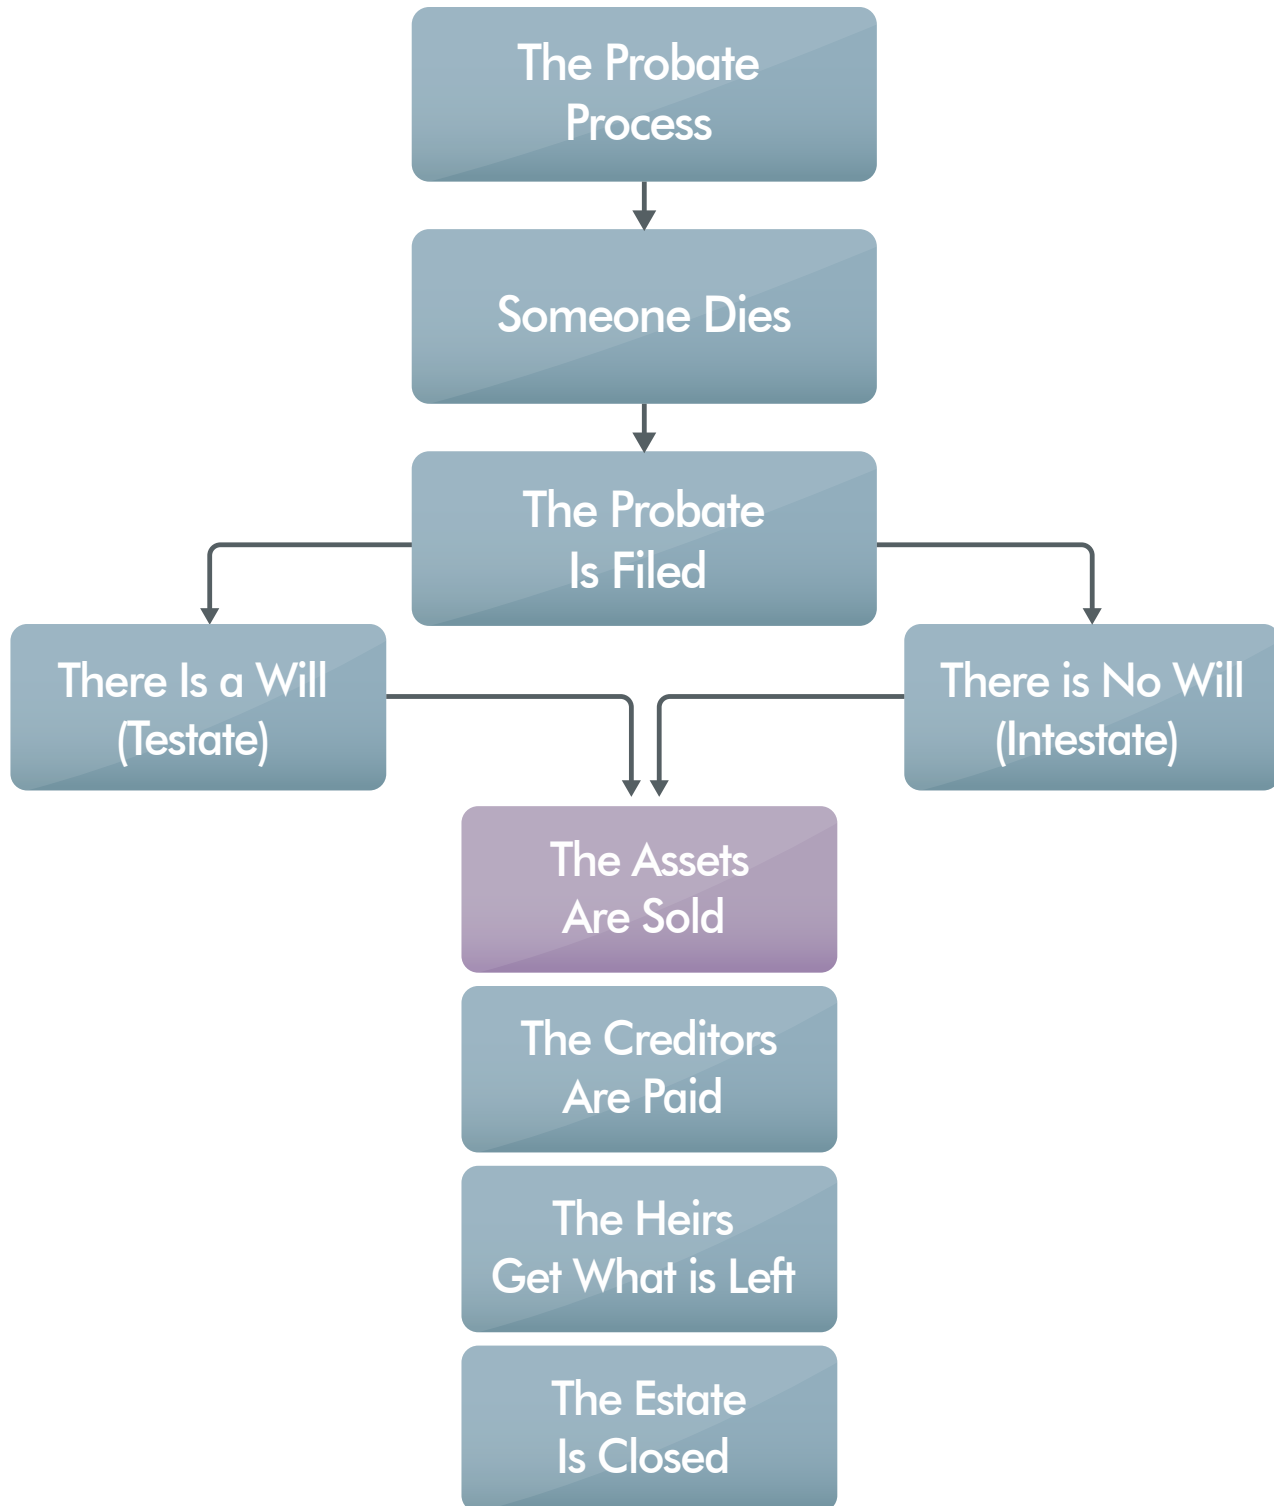 The Probate
Process
Someone Dies
The Probate
Is Filed
There Is a Will
(Testate)
There is No Will
(Intestate)
The Assets
Are Sold
The Creditors
Are Paid
The Heirs
Get What is Left
The Estate
Is Closed